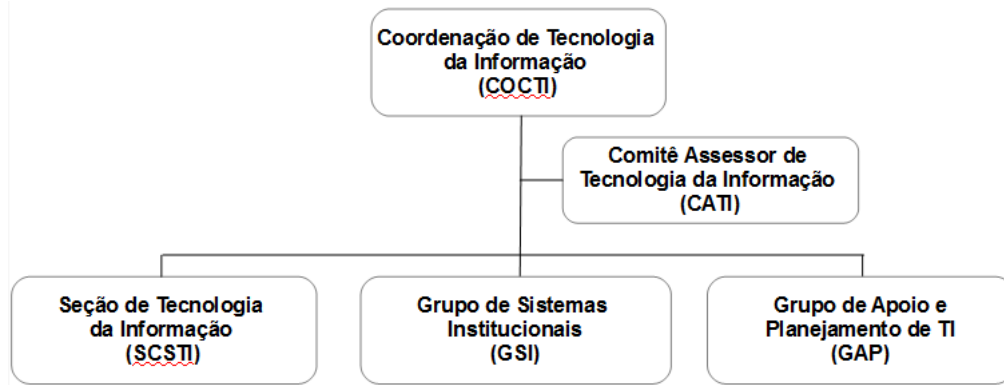 Coordenação de Tecnologia
da Informação
(COCTI)
Comitê Assessor de
Tecnologia da Informação
(CATI)
Seção de Tecnologia
da Informação
(SCSTI)
Grupo de Sistemas
Institucionais
(GSI)
Grupo de Apoio e
Planejamento de TI
(GAP)